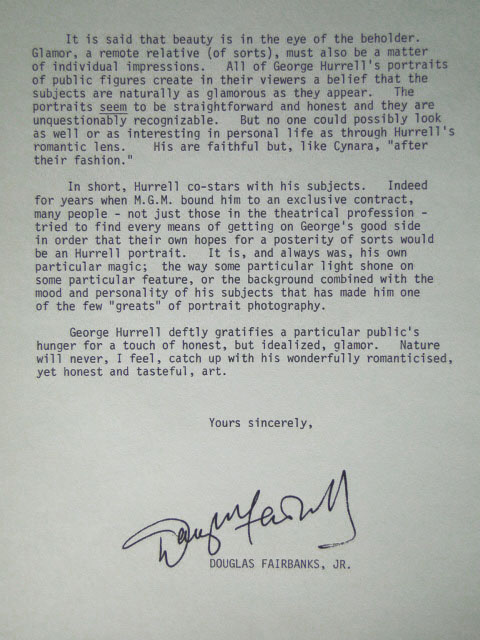 It is said that beauty is in the eye of the beholder.
Glamor, a remote relative (of sorts), must also be a matter
of individual impressions. All of George Hurrell's portraits
of public figures create in their viewers a belief that the
subjects are naturally as glamorous as they appear. The
portraits seem to be straightforward and honest and they are
unquestionably recognizable. But no one could possibly look
as well or as interesting in personal life as through Hurrell's
romantic lens. His are faithful but, like Cynara, "after
their fashion."
In short, Hurrell co-stars with his subjects. Indeed
for years when M.G.M. bound him to an exclusive contract,
many people - not just those in the theatrical profession -
tried to find every means of getting on George's good side
in order that their own hopes for a posterity of sorts would
be an Hurrell portrait. It is, and always was, his own
particular magic; the way some particular light shone on
some particular feature, or the background combined with the
mood and personality of his subjects that has made him one
of the few "greats" of portrait photography.
George Hurrell deftly gratifies a particular public's
hunger for a touch of honest, but idealized, glamor. Nature
will never, I feel, catch up with his wonderfully romanticised,
yet honest and tasteful, art.
Yours sincerely,
DOUGLAS FAIRBANKS, JR.